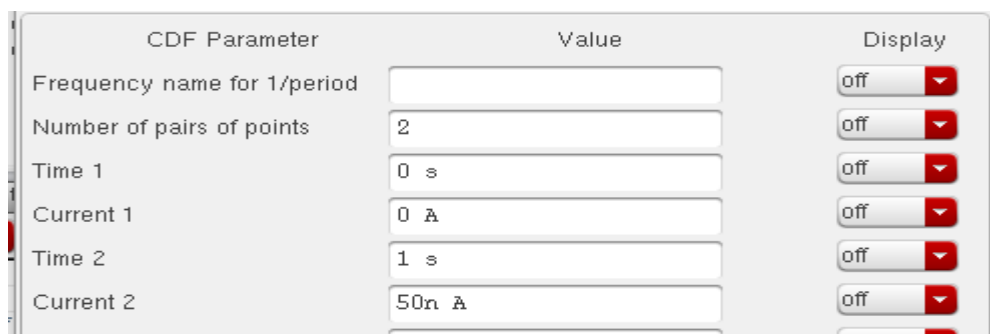 CDF Parameter Value Display
Frequency name for 1/period off
Number of pairs of points 2 off
Time 1 0 s off
Current 1 0 A off
Time 2 1 s off
Current 2 50n A off